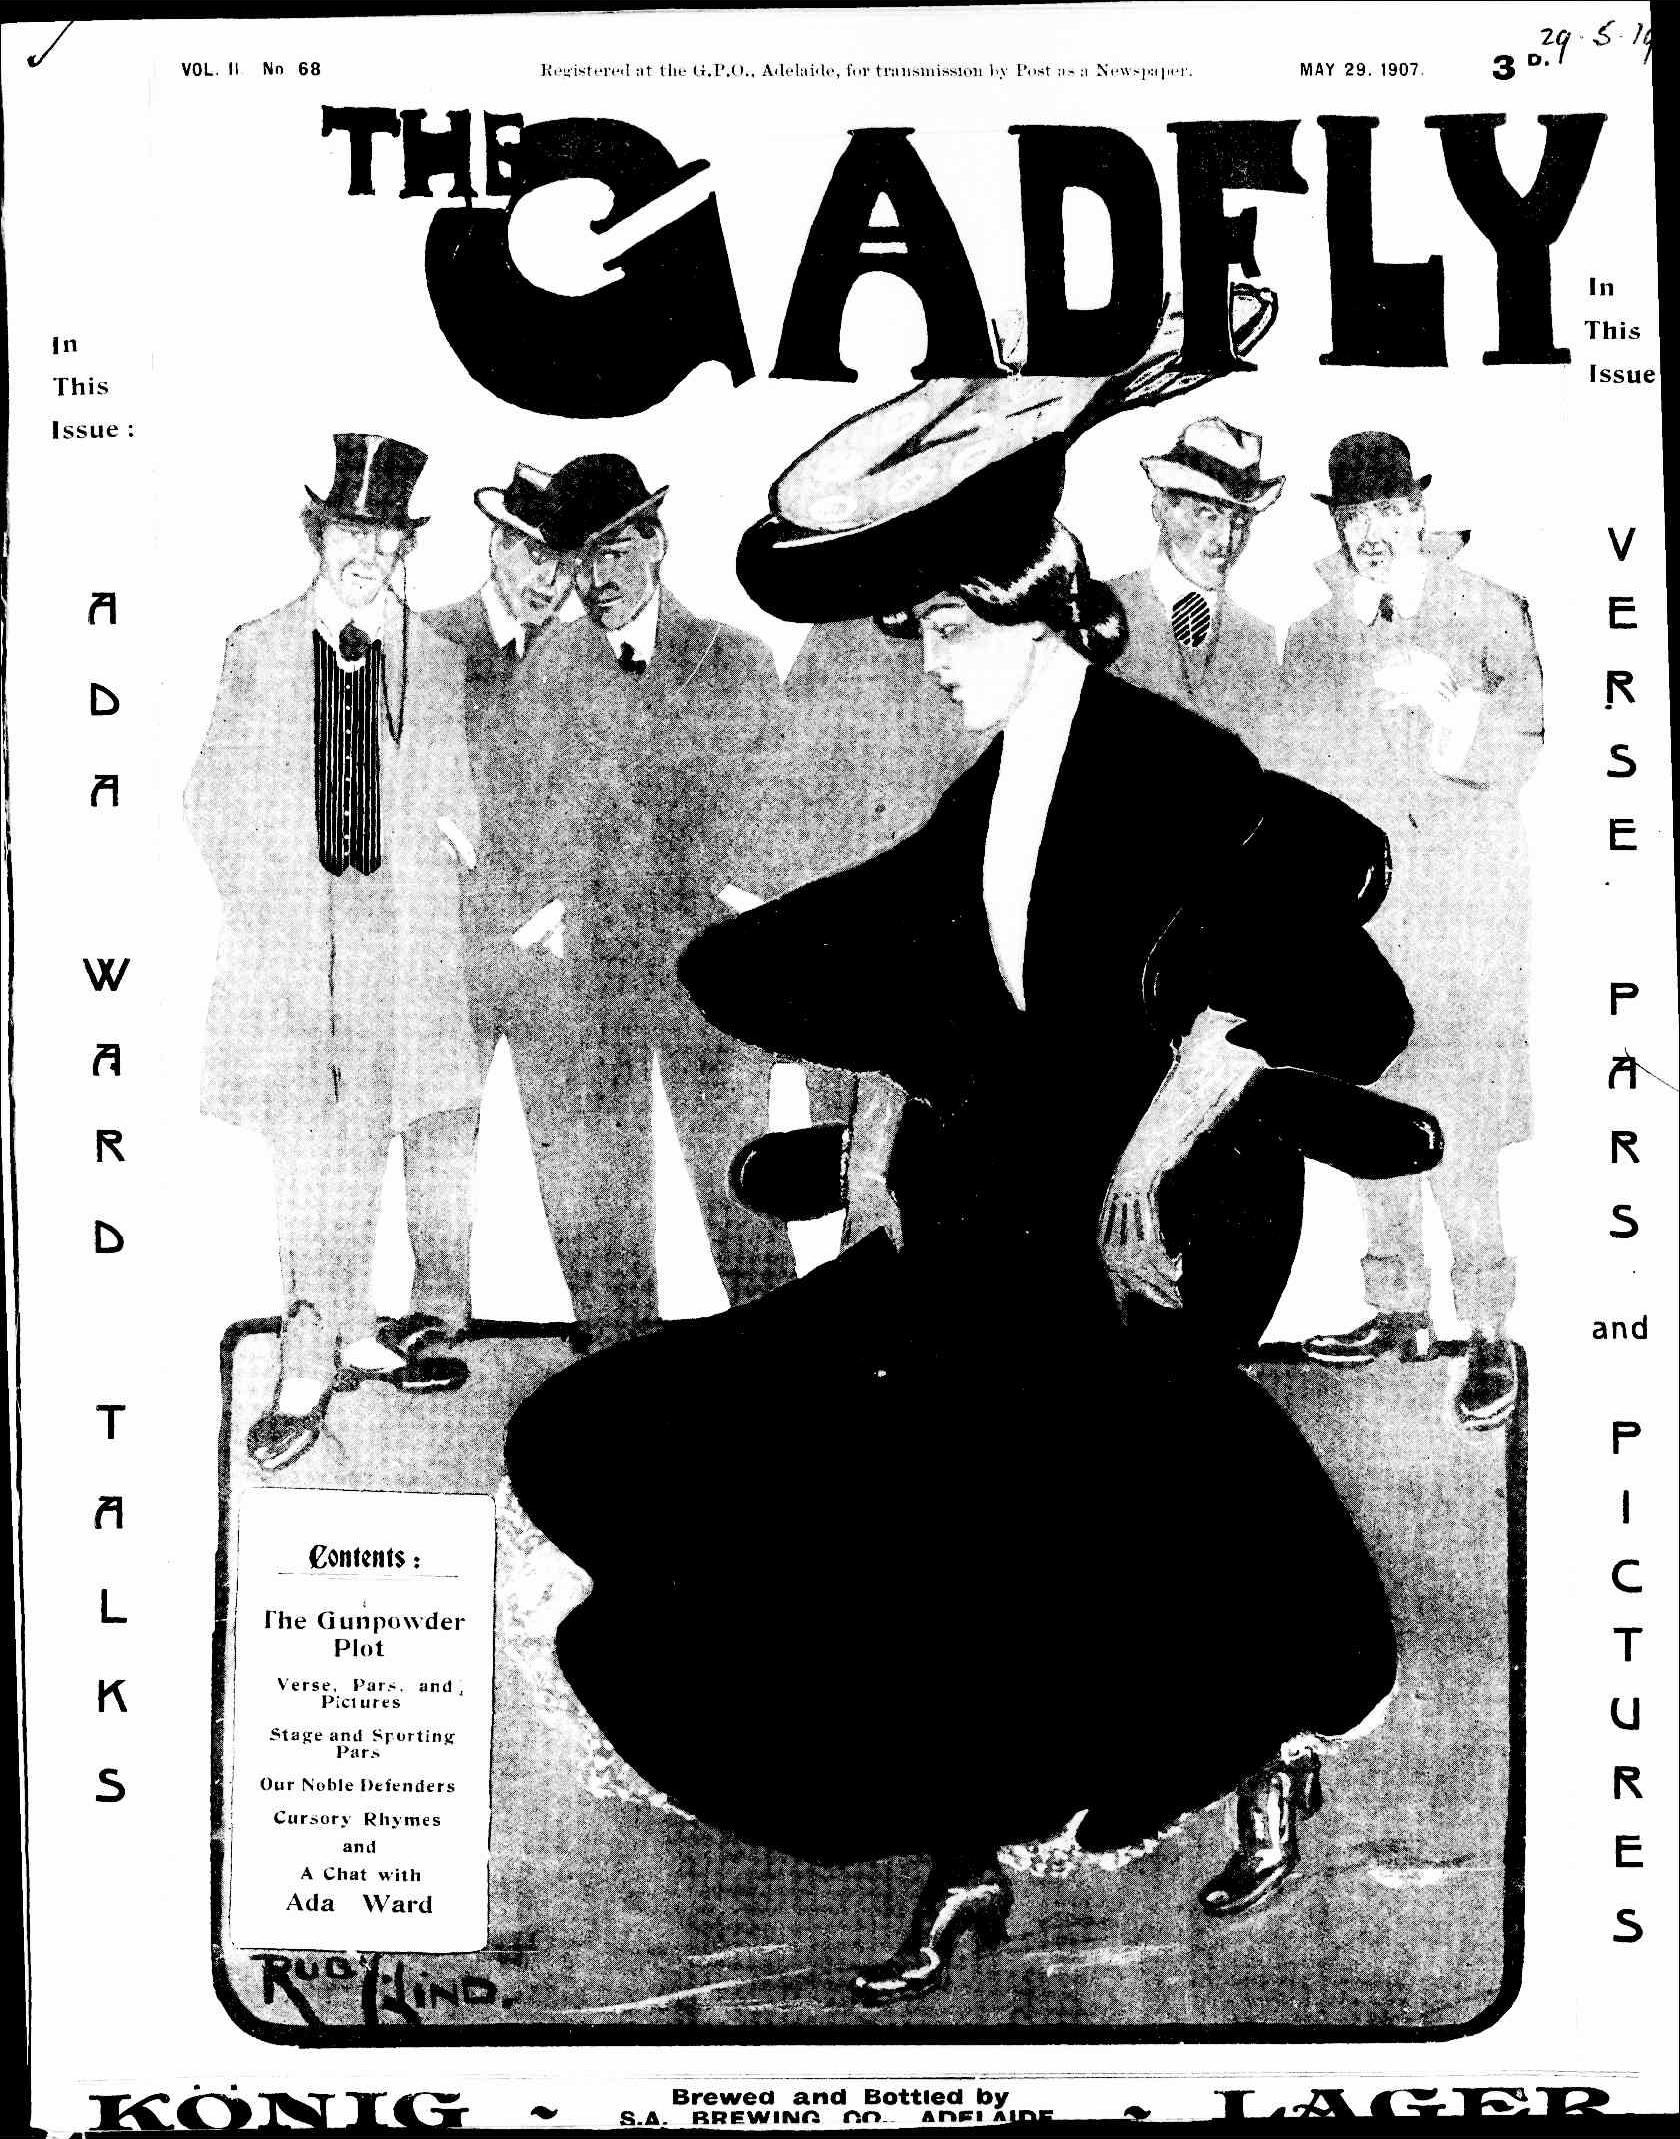 29-5-19
VOL. II. No 68
Registered at the G.P.O., Adelaide, for transmission by Post as a Newspaper.
MAY 29. 1907.
3 D.
THE GADFLY
In
This
Issue :
ADA
WARD
TALKS
In
This
Issue
VERSE
PARS
and
PICTURES
Contents :
The Gunpowder
Plot
Verse, Pars. and
Pictures
Stage and Sporting
Pars
Our Noble Defenders
Cursory Rhymes
and
A Chat with
Ada Ward
RUB HIND.
KÖNIG - Brewed and Bottled by - LAGER
S.A. BREWING CO. ADELAIDE